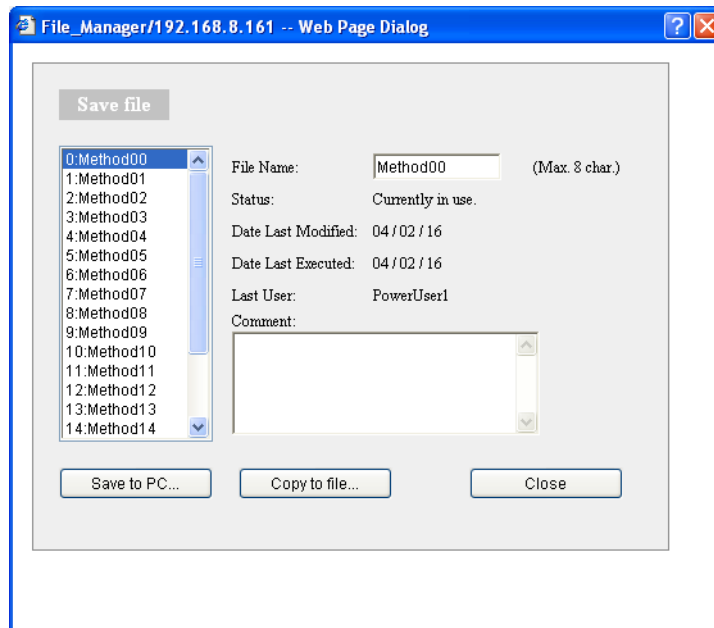 File_Manager/192.168.8.161 -- Web Page Dialog
Save file
0:Method00
1:Method01
2:Method02
3:Method03
4:Method04
5:Method05
6:Method06
7:Method07
8:Method08
9:Method09
10:Method10
11:Method11
12:Method12
13:Method13
14:Method14
File Name: Method00 (Max. 8 char.)
Status: Currently in use.
Date Last Modified: 04 / 02 / 16
Date Last Executed: 04 / 02 / 16
Last User: PowerUser1
Comment:
Save to PC... Copy to file... Close